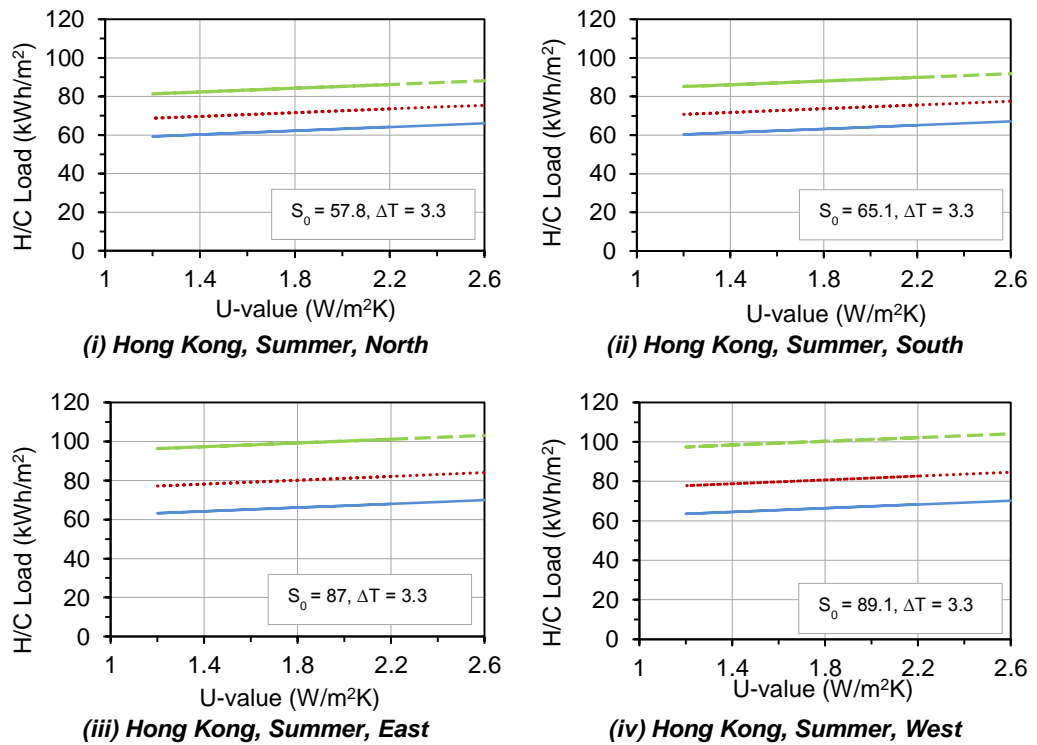 H/C Load (kWh/m²)
120
100
80
60
40
20
0
S₀ = 57.8, ΔT = 3.3
1 1.4 1.8 2.2 2.6
U-value (W/m²K)
(i) Hong Kong, Summer, North
H/C Load (kWh/m²)
120
100
80
60
40
20
0
S₀ = 65.1, ΔT = 3.3
1 1.4 1.8 2.2 2.6
U-value (W/m²K)
(ii) Hong Kong, Summer, South
H/C Load (kWh/m²)
120
100
80
60
40
20
0
S₀ = 87, ΔT = 3.3
1 1.4 1.8 2.2 2.6
U-value (W/m²K)
(iii) Hong Kong, Summer, East
H/C Load (kWh/m²)
120
100
80
60
40
20
0
S₀ = 89.1, ΔT = 3.3
1 1.4 1.8 2.2 2.6
U-value (W/m²K)
(iv) Hong Kong, Summer, West